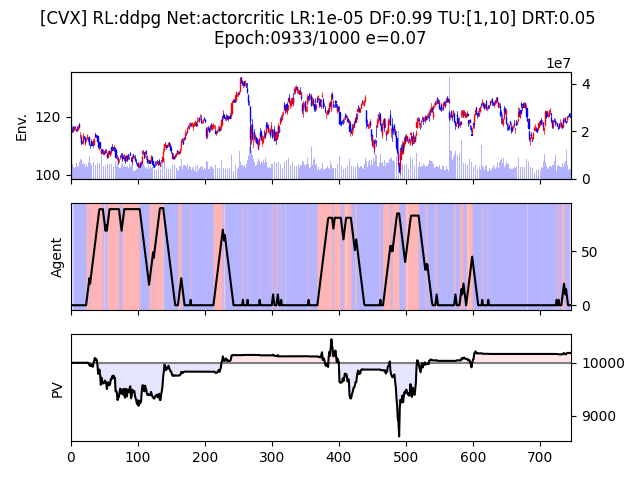 [CVX] RL:ddpg Net:actorcritic LR:1e-05 DF:0.99 TU:[1,10] DRT:0.05
Epoch:0933/1000 e=0.07
1e7
Env.
120
100
4
2
0
Agent
50
0
PV
10000
9000
0 100 200 300 400 500 600 700